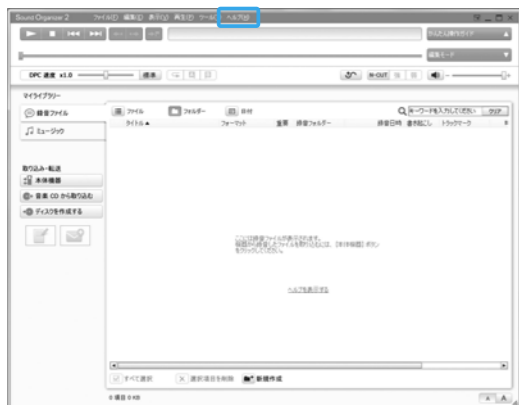 Sound Organizer 2 ファイル(F) 編集(E) 表示(V) 再生(P) ツール(T) ヘルプ(H)
かんたん操作ガイド
編集モード
DPC 速度 x1.0 標準 N-CUT
マイライブラリー
録音ファイル
ミュージック
取り込み・転送
本体機器
音楽 CD から取り込む
ディスクを作成する
ファイル フォルダー 日付 キーワードを入力してください クリア
タイトル▲ フォーマット 重要 録音フォルダー 録音日時 書き起こし トラックマーク
ここには録音ファイルが表示されます。
機器から録音したファイルを取り込むには、[本体機器] ボタン
をクリックしてください。
ヘルプを表示する
すべて選択 選択項目を削除 新規作成
0 項目 0 KB A A